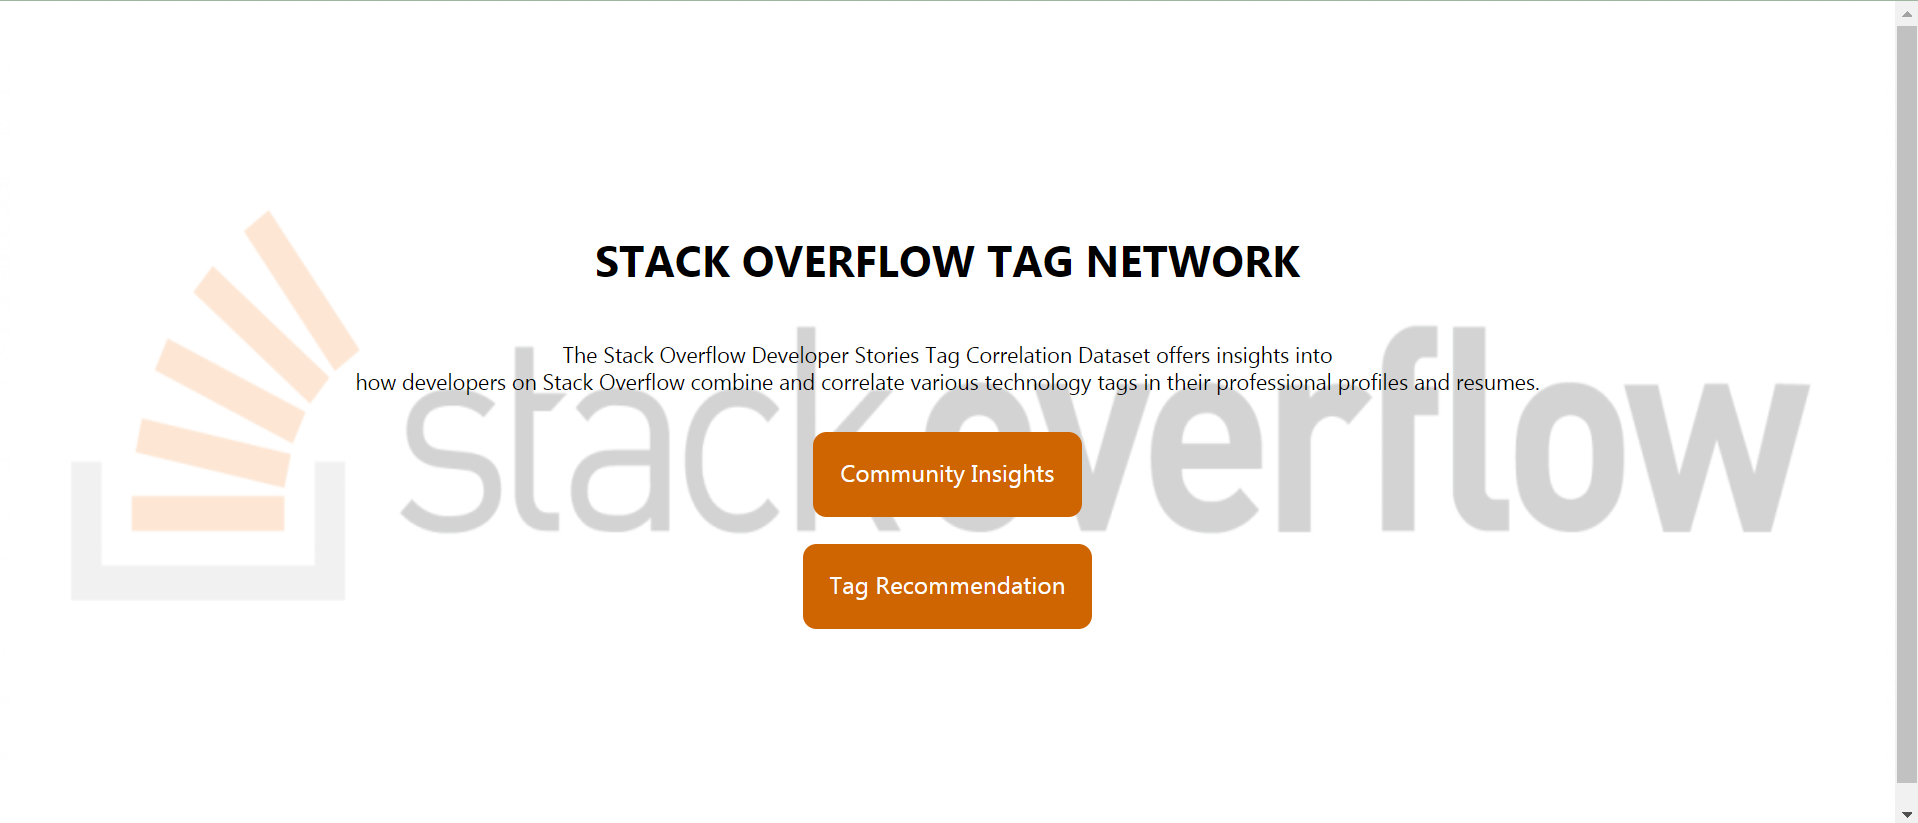 STACK OVERFLOW TAG NETWORK
The Stack Overflow Developer Stories Tag Correlation Dataset offers insights into
how developers on Stack Overflow combine and correlate various technology tags in their professional profiles and resumes.
stackoverflow
Community Insights
Tag Recommendation